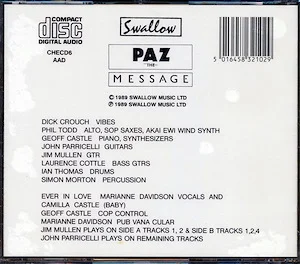 COMPACT
disc
DIGITAL AUDIO
CHECD6
AAD
Swallow
PAZ
"THE"
MESSAGE
© 1989 SWALLOW MUSIC LTD
℗ 1989 SWALLOW MUSIC LTD
5 016458 321029
DICK CROUCH VIBES
PHIL TODD ALTO, SOP SAXES, AKAI EWI WIND SYNTH
GEOFF CASTLE PIANO, SYNTHESIZERS
JOHN PARRICELLI GUITARS
JIM MULLEN GTR
LAURENCE COTTLE BASS GTRS
IAN THOMAS DRUMS
SIMON MORTON PERCUSSION
EVER IN LOVE MARIANNE DAVIDSON VOCALS AND
CAMILLA CASTLE (BABY)
GEOFF CASTLE COP CONTROL
MARIANNE DAVIDSON PUB VANA CULAR
JIM MULLEN PLAYS ON SIDE A TRACKS 1, 2 & SIDE B TRACKS 1,2,4
JOHN PARRICELLI PLAYS ON REMAINING TRACKS